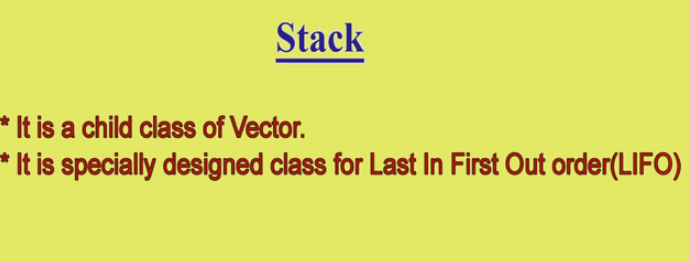 Stack
* It is a child class of Vector.
* It is specially designed class for Last In First Out order(LIFO)